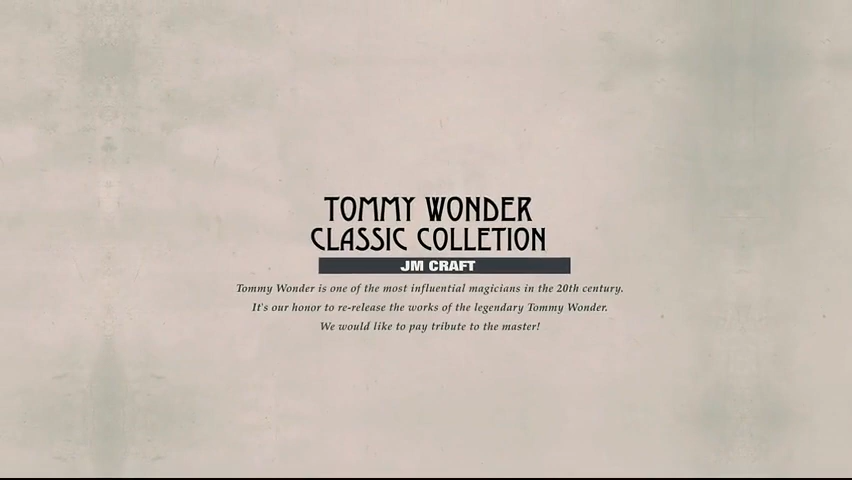 TOMMY WONDER
CLASSIC COLLETION
JM CRAFT
Tommy Wonder is one of the most influential magicians in the 20th century.
It's our honor to re-release the works of the legendary Tommy Wonder.
We would like to pay tribute to the master!